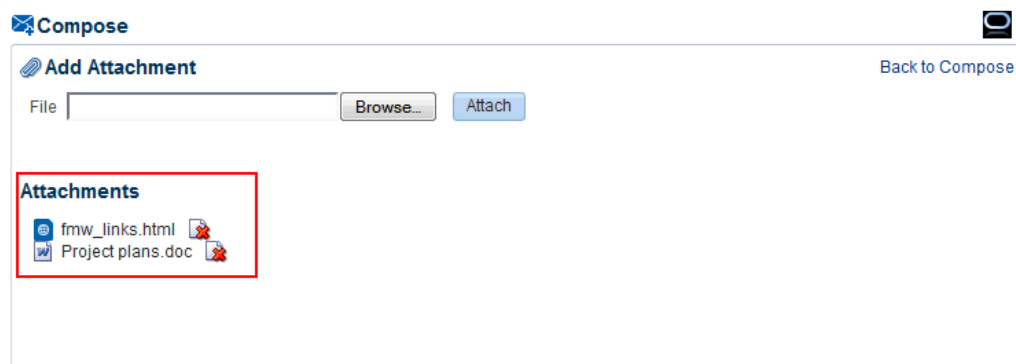 Compose
Add Attachment
Back to Compose
File
Browse...
Attach
Attachments
fmw_links.html
Project plans.doc